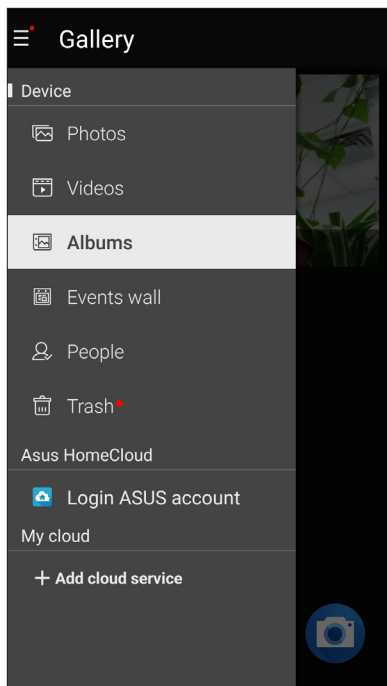 Gallery
Device
Photos
Videos
Albums
Events wall
People
Trash
Asus HomeCloud
Login ASUS account
My cloud
+ Add cloud service